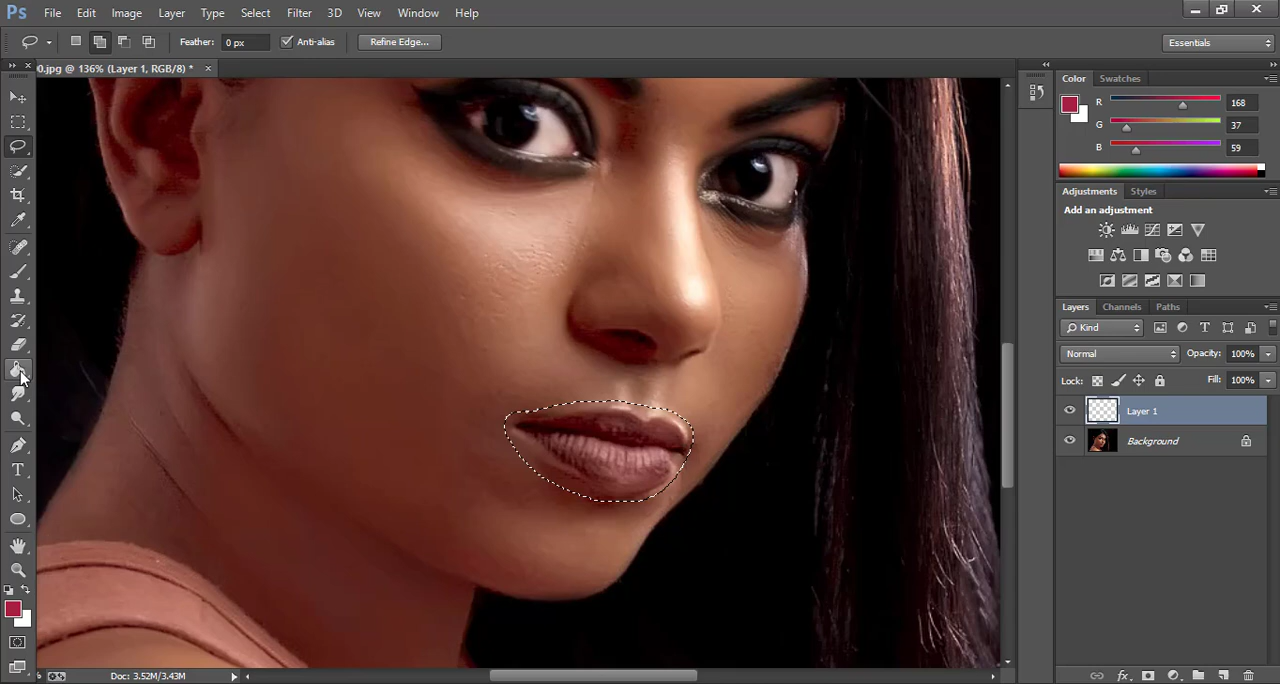 Ps File Edit Image Layer Type Select Filter 3D View Window Help
Feather: 0 px Anti-alias Refine Edge... Essentials
0.jpg @ 136% (Layer 1, RGB/8) * ×
Color Swatches
R 168
G 37
B 59
Adjustments Styles
Add an adjustment
Layers Channels Paths
Kind
Normal Opacity: 100%
Lock: Fill: 100%
Layer 1
Background
Doc: 3.52M/3.43M